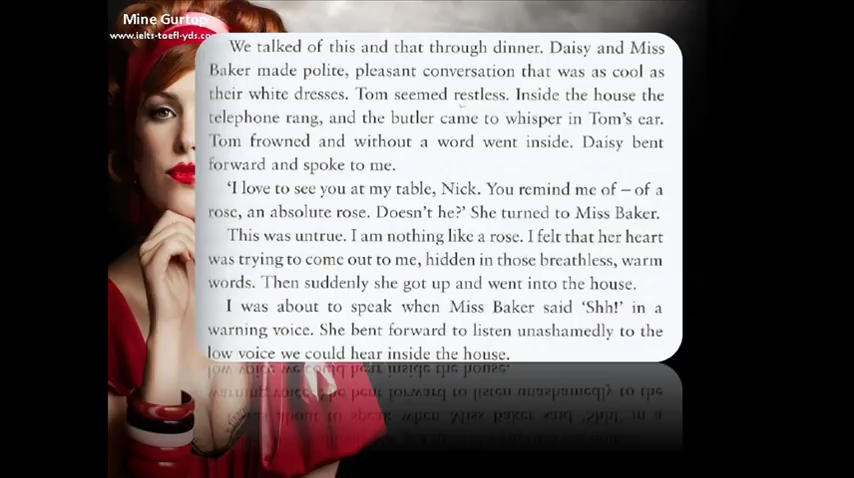 Mine Gurtop
www.ielts-toefl-yds.com
We talked of this and that through dinner. Daisy and Miss
Baker made polite, pleasant conversation that was as cool as
their white dresses. Tom seemed restless. Inside the house the
telephone rang, and the butler came to whisper in Tom's ear.
Tom frowned and without a word went inside. Daisy bent
forward and spoke to me.
'I love to see you at my table, Nick. You remind me of – of a
rose, an absolute rose. Doesn't he?' She turned to Miss Baker.
This was untrue. I am nothing like a rose. I felt that her heart
was trying to come out to me, hidden in those breathless, warm
words. Then suddenly she got up and went into the house.
I was about to speak when Miss Baker said 'Shh!' in a
warning voice. She bent forward to listen unashamedly to the
low voice we could hear inside the house.